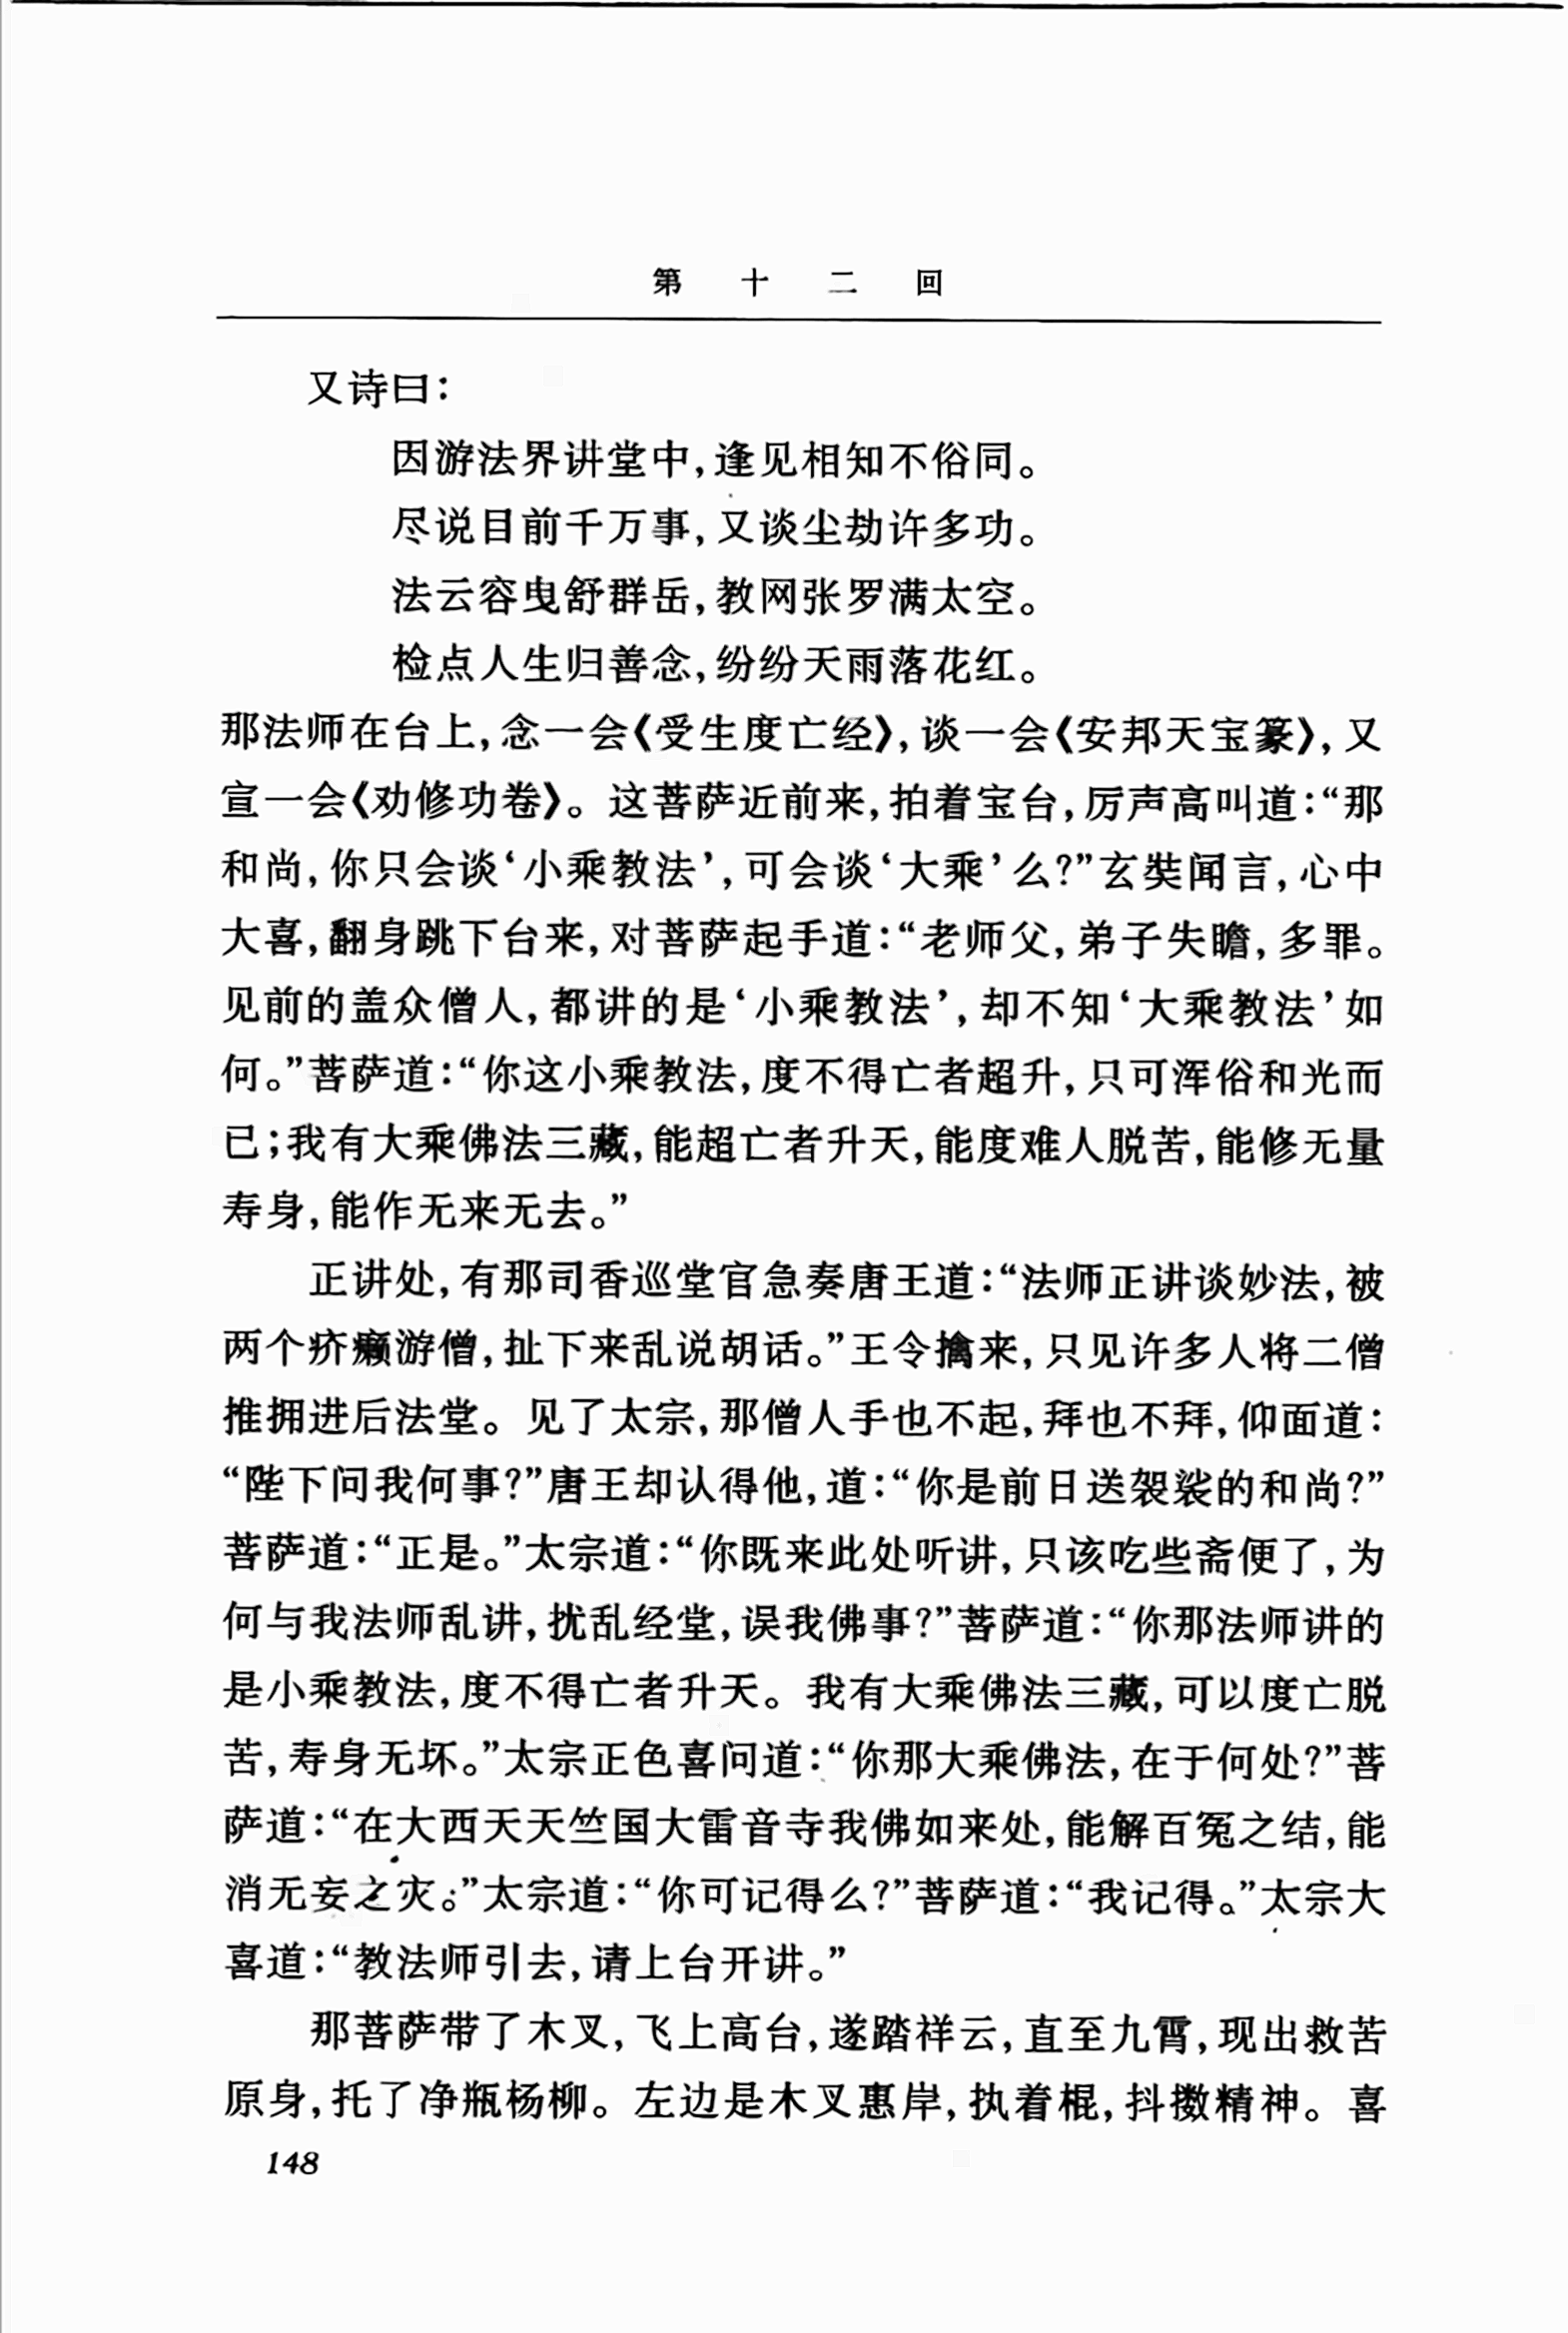 第十二回
又诗曰：
因游法界讲堂中，逢见相知不俗同。
尽说目前千万事，又谈尘劫许多功。
法云容曳舒群岳，教网张罗满太空。
检点人生归善念，纷纷天雨落花红。
那法师在台上，念一会《受生度亡经》，谈一会《安邦天宝篆》，又
宣一会《劝修功卷》。这菩萨近前来，拍着宝台，厉声高叫道：“那
和尚，你只会谈‘小乘教法’，可会谈‘大乘’么？”玄奘闻言，心中
大喜，翻身跳下台来，对菩萨起手道：“老师父，弟子失瞻，多罪。
见前的盖众僧人，都讲的是‘小乘教法’，却不知‘大乘教法’如
何。”菩萨道：“你这小乘教法，度不得亡者超升，只可浑俗和光而
已；我有大乘佛法三藏，能超亡者升天，能度难人脱苦，能修无量
寿身，能作无来无去。”
正讲处，有那司香巡堂官急奏唐王道：“法师正讲谈妙法，被
两个疥癞游僧，扯下来乱说胡话。”王令擒来，只见许多人将二僧
推拥进后法堂。见了太宗，那僧人手也不起，拜也不拜，仰面道：
“陛下问我何事？”唐王却认得他，道：“你是前日送袈裟的和尚？”
菩萨道：“正是。”太宗道：“你既来此处听讲，只该吃些斋便了，为
何与我法师乱讲，扰乱经堂，误我佛事？”菩萨道：“你那法师讲的
是小乘教法，度不得亡者升天。我有大乘佛法三藏，可以度亡脱
苦，寿身无坏。”太宗正色喜问道：“你那大乘佛法，在于何处？”菩
萨道：“在大西天天竺国大雷音寺我佛如来处，能解百冤之结，能
消无妄之灾。”太宗道：“你可记得么？”菩萨道：“我记得。”太宗大
喜道：“教法师引去，请上台开讲。”
那菩萨带了木叉，飞上高台，遂踏祥云，直至九霄，现出救苦
原身，托了净瓶杨柳。左边是木叉惠岸，执着棍，抖擞精神。喜
148